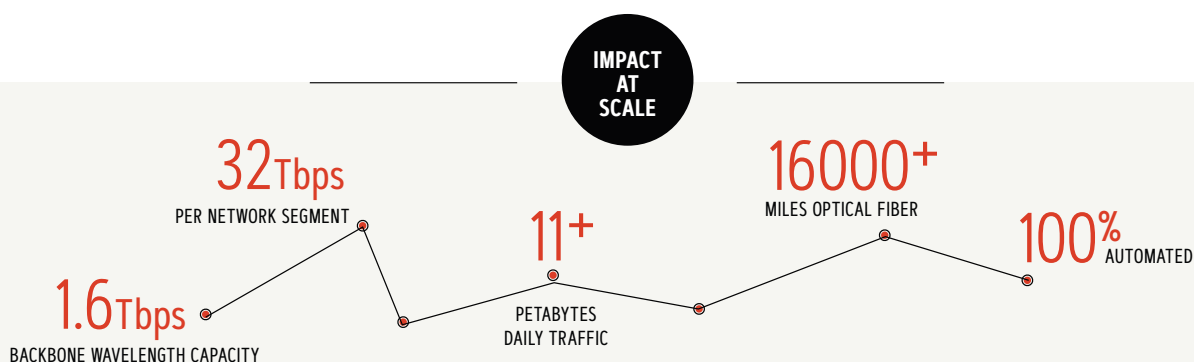 IMPACT
AT
SCALE
32Tbps
PER NETWORK SEGMENT
16000+
MILES OPTICAL FIBER
11+
PETABYTES
DAILY TRAFFIC
100%
AUTOMATED
1.6Tbps
BACKBONE WAVELENGTH CAPACITY